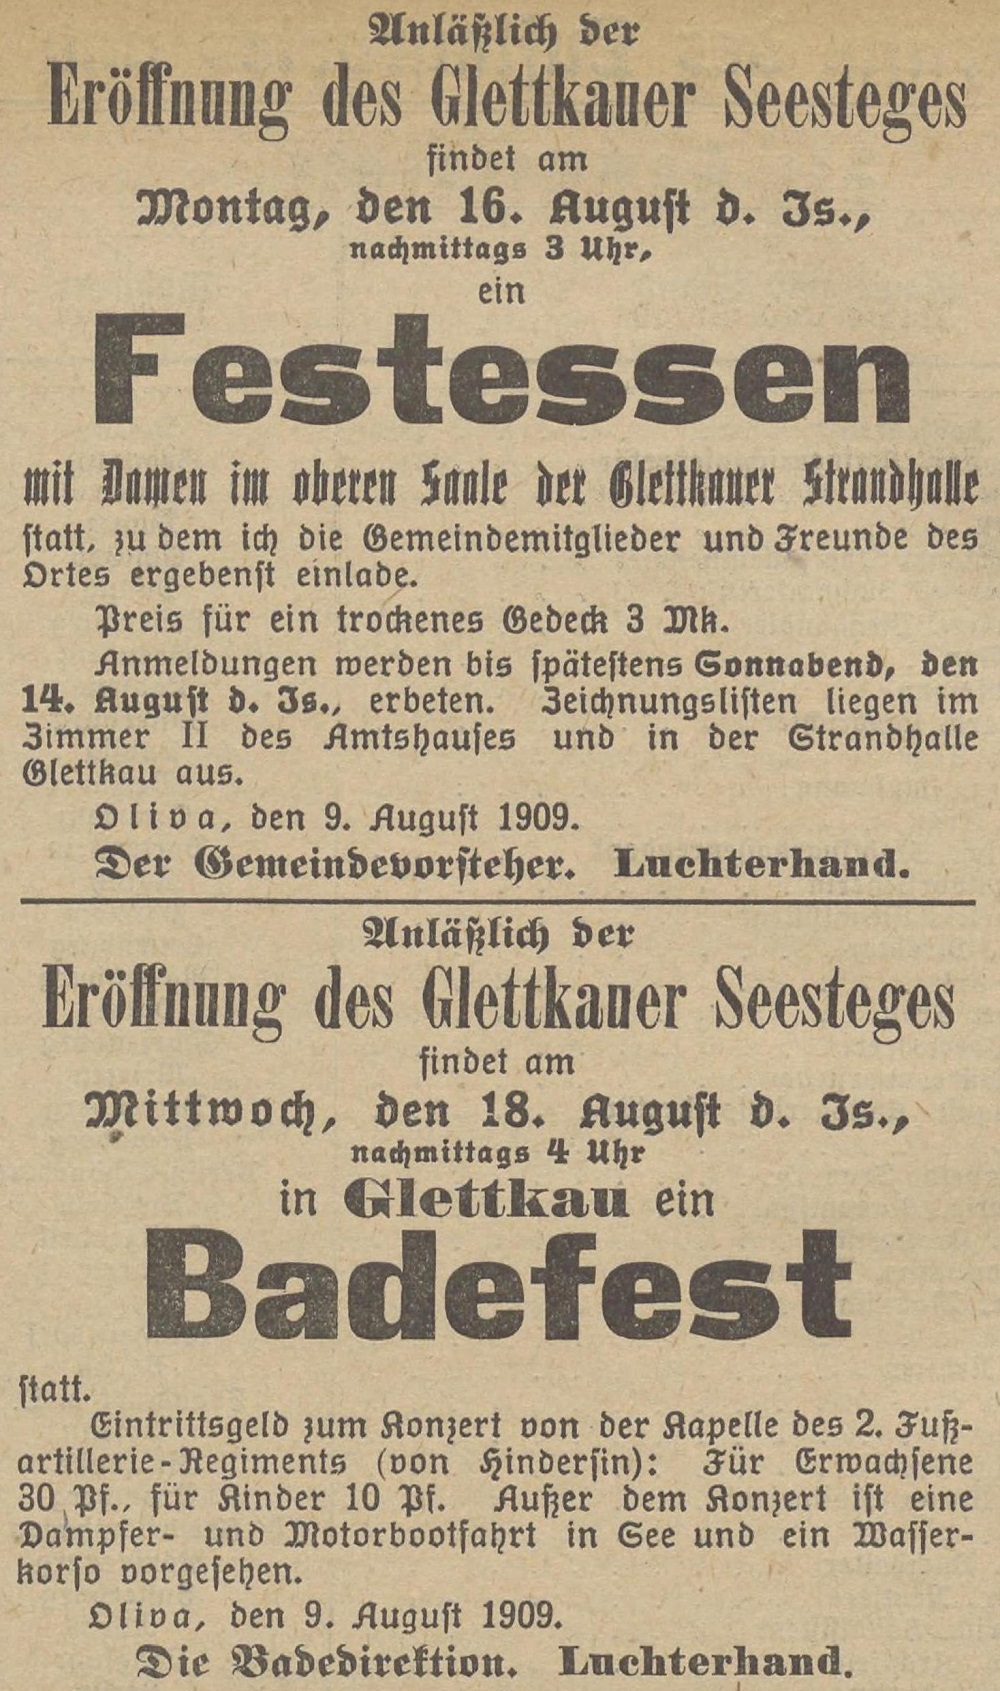 Anläßlich der
Eröffnung des Glettkauer Seesteges
findet am
Montag, den 16. August d. Js.,
nachmittags 3 Uhr,
ein
Festessen
mit Damen im oberen Saale der Glettkauer Strandhalle
statt, zu dem ich die Gemeindemitglieder und Freunde des
Ortes ergebenst einlade.
Preis für ein trockenes Gedeck 3 Mk.
Anmeldungen werden bis spätestens Sonnabend, den
14. August d. Js., erbeten. Zeichnungslisten liegen im
Zimmer II des Amtshauses und in der Strandhalle
Glettkau aus.
Oliva, den 9. August 1909.
Der Gemeindevorsteher. Luchterhand.
Anläßlich der
Eröffnung des Glettkauer Seesteges
findet am
Mittwoch, den 18. August d. Js.,
nachmittags 4 Uhr
in Glettkau ein
Badefest
statt.
Eintrittsgeld zum Konzert von der Kapelle des 2. Fuß-
artillerie-Regiments (von Hindersin): Für Erwachsene
30 Pf., für Kinder 10 Pf. Außer dem Konzert ist eine
Dampfer- und Motorbootfahrt in See und ein Wasser-
korso vorgesehen.
Oliva, den 9. August 1909.
Die Badedirektion. Luchterhand.